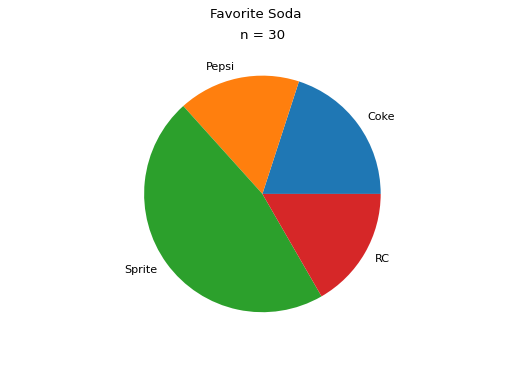 Favorite Soda
n = 30
Pepsi
Coke
Sprite
RC